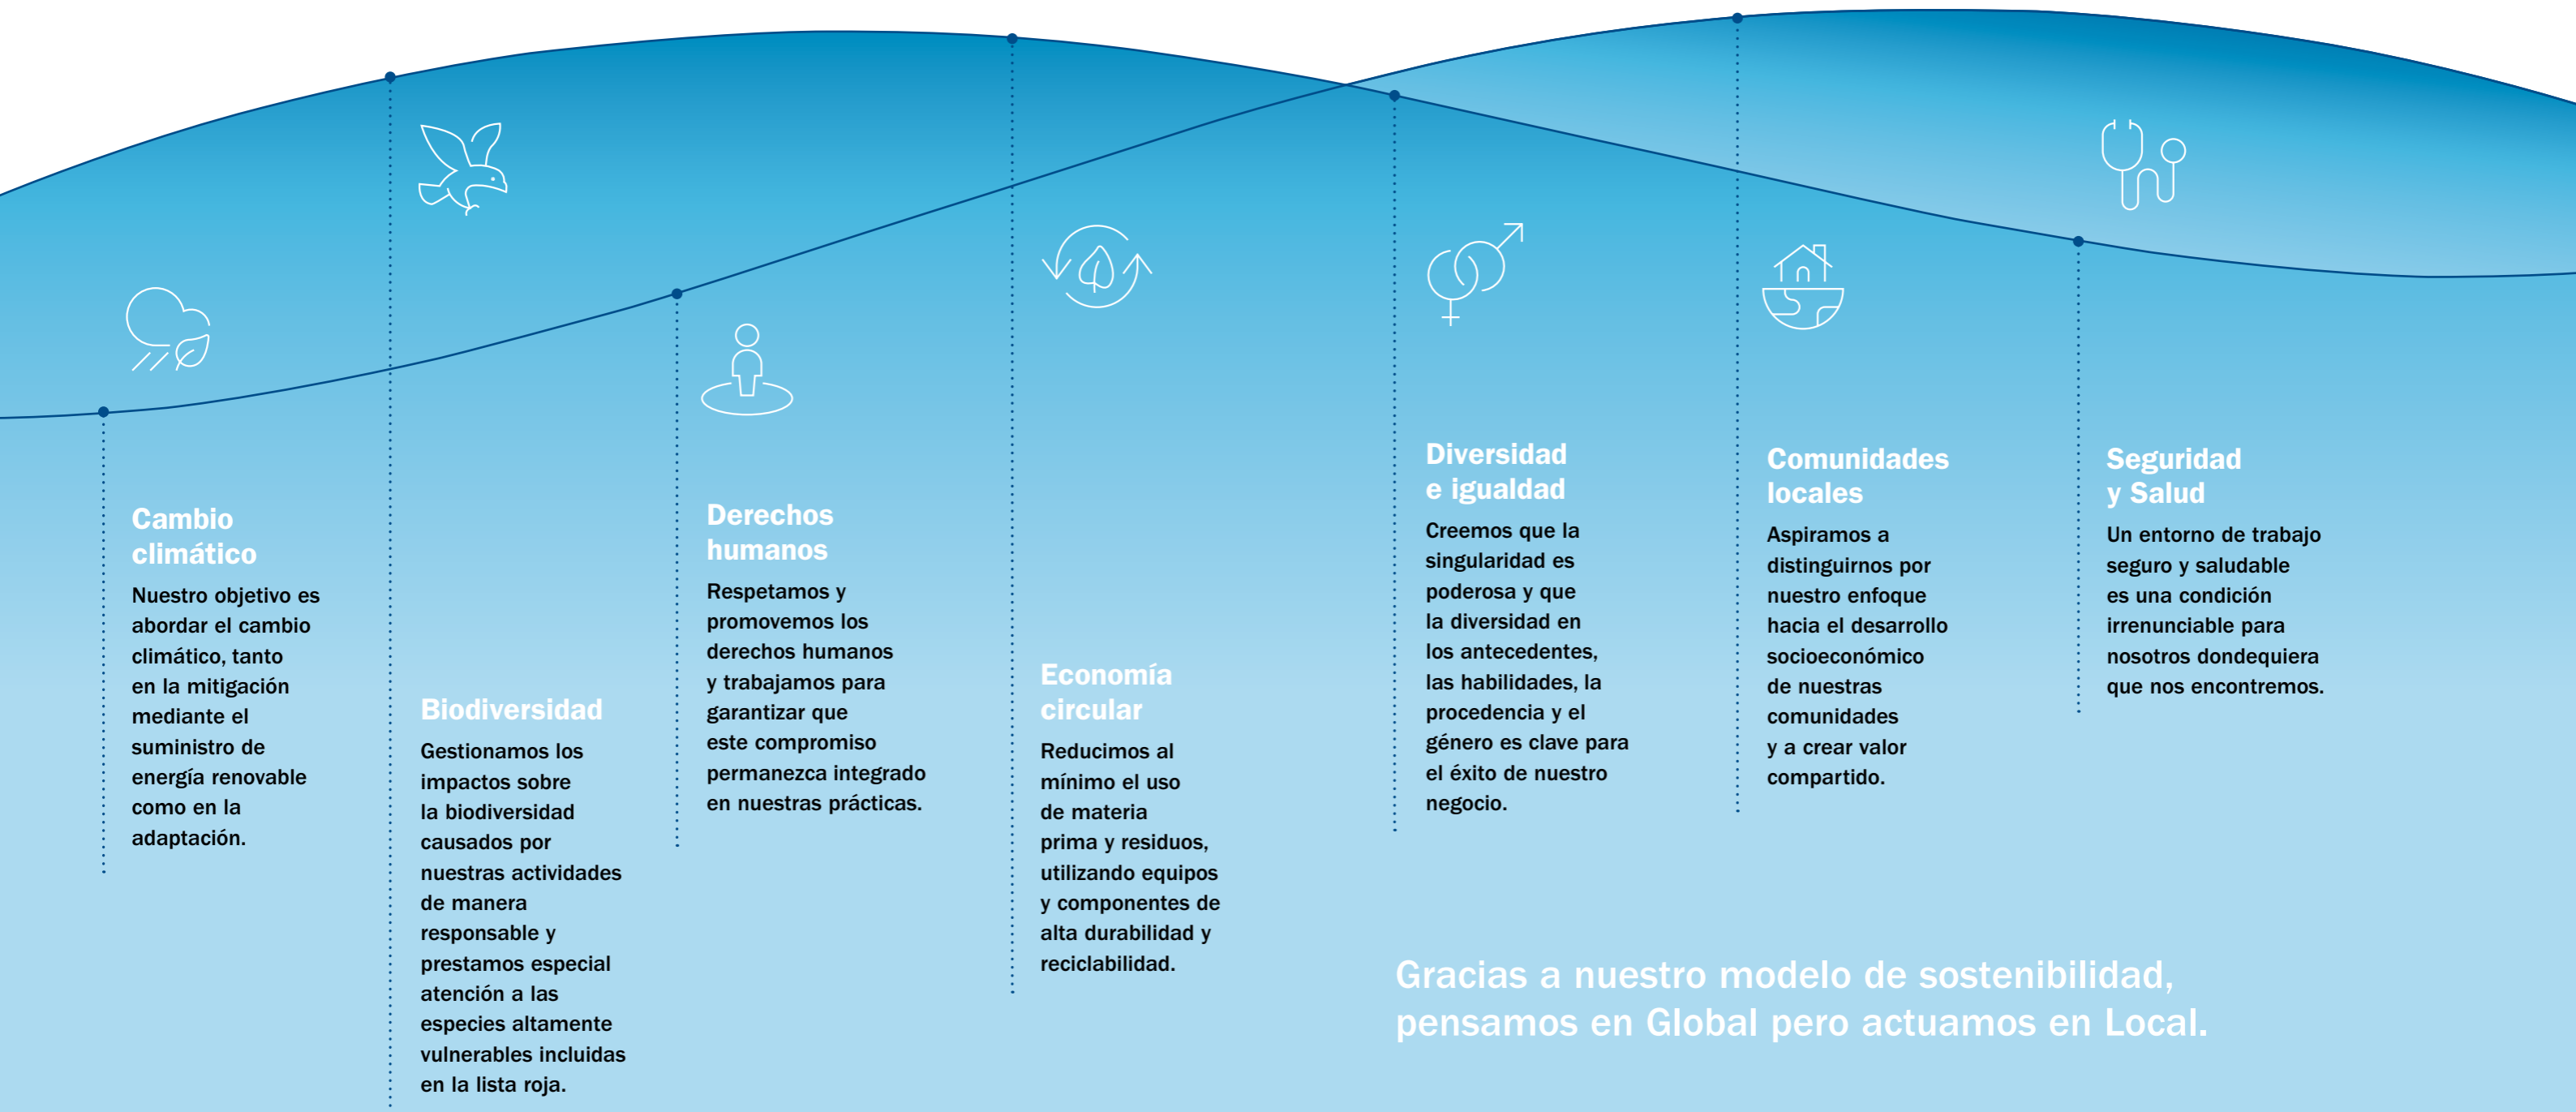 Cambio
climático
Nuestro objetivo es
abordar el cambio
climático, tanto
en la mitigación
mediante el
suministro de
energía renovable
como en la
adaptación.
Biodiversidad
Gestionamos los
impactos sobre
la biodiversidad
causados por
nuestras actividades
de manera
responsable y
prestamos especial
atención a las
especies altamente
vulnerables incluidas
en la lista roja.
Derechos
humanos
Respetamos y
promovemos los
derechos humanos
y trabajamos para
garantizar que
este compromiso
permanezca integrado
en nuestras prácticas.
Economía
circular
Reducimos al
mínimo el uso
de materia
prima y residuos,
utilizando equipos
y componentes de
alta durabilidad y
reciclabilidad.
Diversidad
e igualdad
Creemos que la
singularidad es
poderosa y que
la diversidad en
los antecedentes,
las habilidades, la
procedencia y el
género es clave para
el éxito de nuestro
negocio.
Comunidades
locales
Aspiramos a
distinguirnos por
nuestro enfoque
hacia el desarrollo
socioeconómico
de nuestras
comunidades
y a crear valor
compartido.
Seguridad
y Salud
Un entorno de trabajo
seguro y saludable
es una condición
irrenunciable para
nosotros dondequiera
que nos encontremos.
Gracias a nuestro modelo de sostenibilidad,
pensamos en Global pero actuamos en Local.